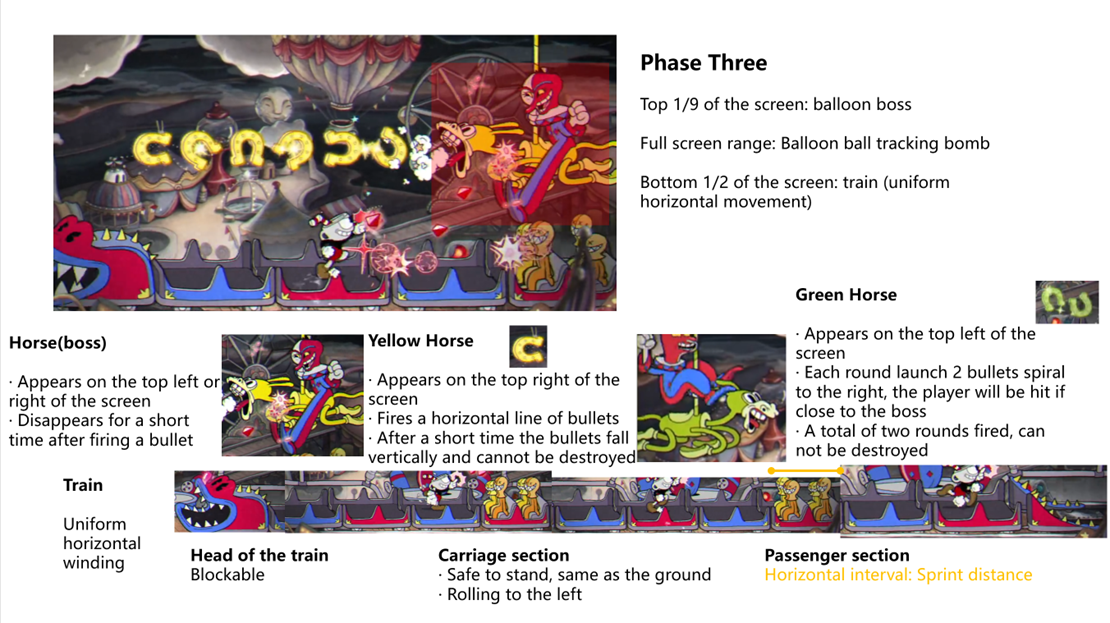 Phase Three
Top 1/9 of the screen: balloon boss
Full screen range: Balloon ball tracking bomb
Bottom 1/2 of the screen: train (uniform
horizontal movement)
Horse(boss)
· Appears on the top left or
right of the screen
· Disappears for a short
time after firing a bullet
Yellow Horse
· Appears on the top right of the
screen
· Fires a horizontal line of bullets
· After a short time the bullets fall
vertically and cannot be destroyed
Green Horse
· Appears on the top left of the
screen
· Each round launch 2 bullets spiral
to the right, the player will be hit if
close to the boss
· A total of two rounds fired, can
not be destroyed
Train
Uniform
horizontal
winding
Head of the train
Blockable
Carriage section
· Safe to stand, same as the ground
· Rolling to the left
Passenger section
Horizontal interval: Sprint distance